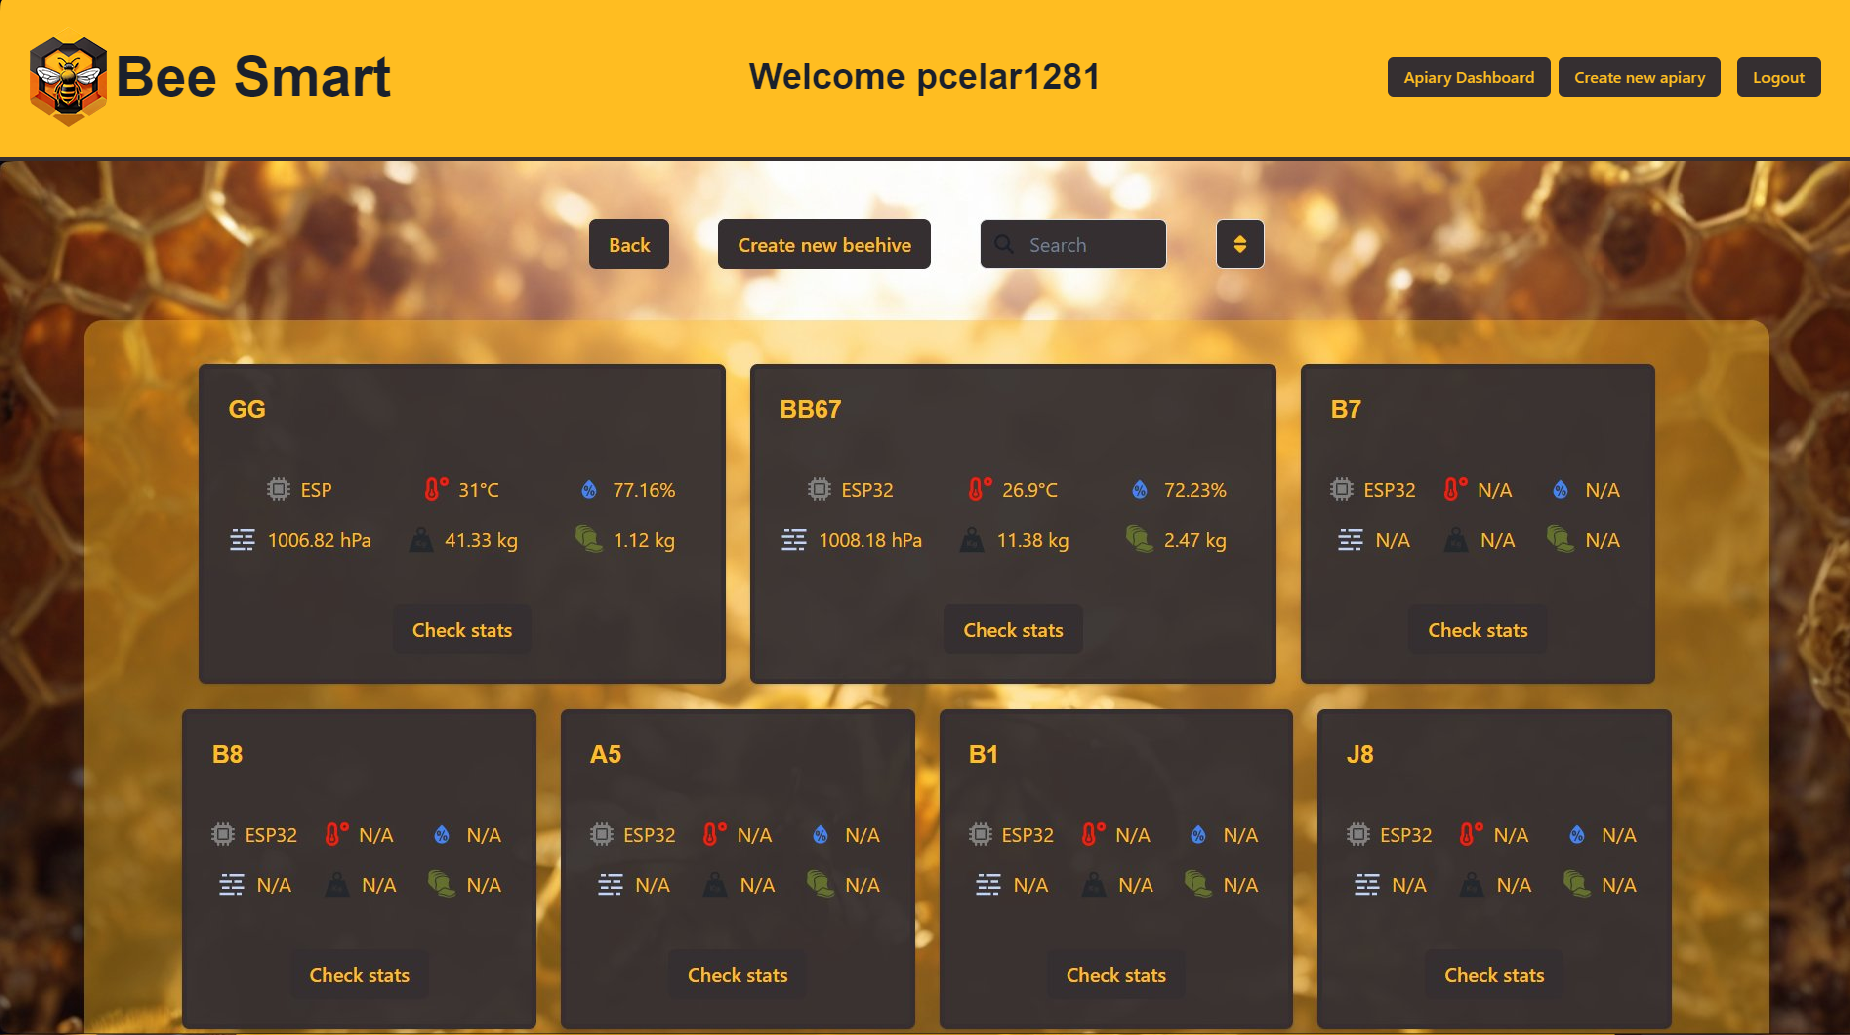 Bee Smart
Welcome pcelar1281
Apiary Dashboard
Create new apiary
Logout
Back
Create new beehive
Search
GG
ESP
31°C
77.16%
1006.82 hPa
41.33 kg
1.12 kg
Check stats
BB67
ESP32
26.9°C
72.23%
1008.18 hPa
11.38 kg
2.47 kg
Check stats
B7
ESP32
N/A
N/A
N/A
N/A
N/A
Check stats
B8
ESP32
N/A
N/A
N/A
N/A
N/A
Check stats
A5
ESP32
N/A
N/A
N/A
N/A
N/A
Check stats
B1
ESP32
N/A
N/A
N/A
N/A
N/A
Check stats
J8
ESP32
N/A
N/A
N/A
N/A
N/A
Check stats